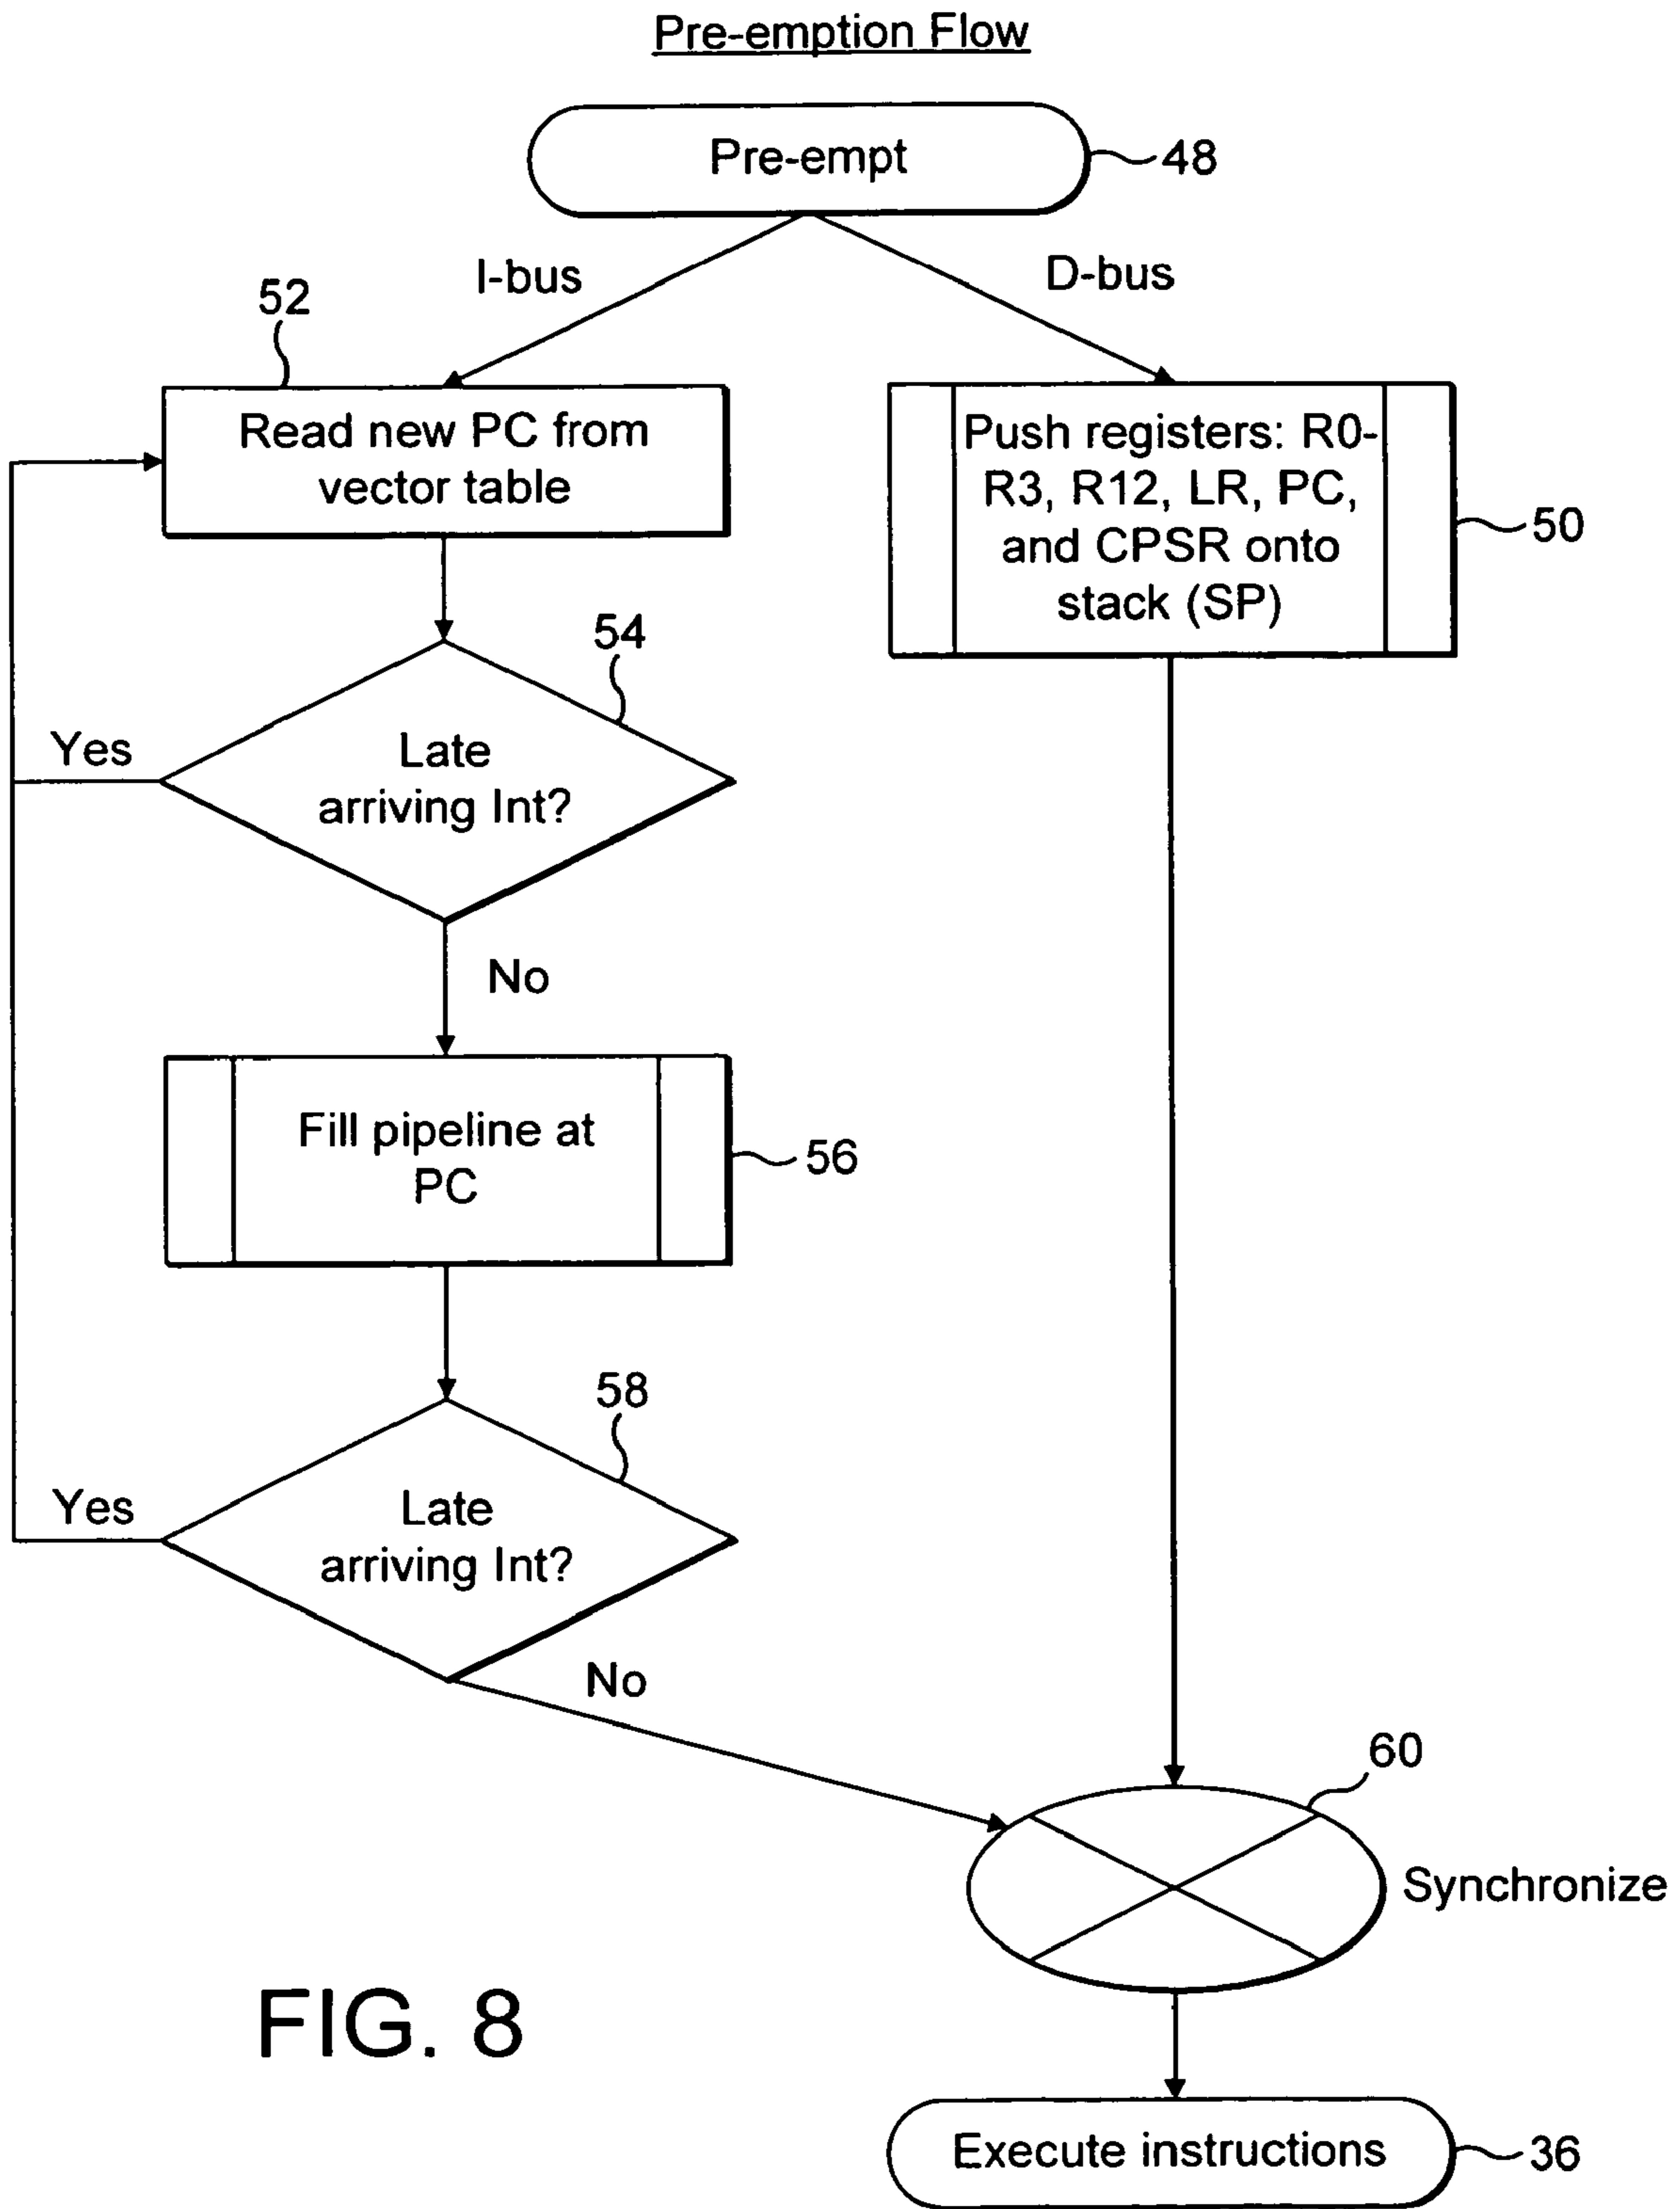 Pre-emption Flow
Pre-empt
48
I-bus
D-bus
52
Read new PC from
vector table
Push registers: R0-
R3, R12, LR, PC,
and CPSR onto
stack (SP)
50
54
Yes
Late
arriving Int?
No
Fill pipeline at
PC
56
58
Yes
Late
arriving Int?
No
60
Synchronize
FIG. 8
Execute instructions
36